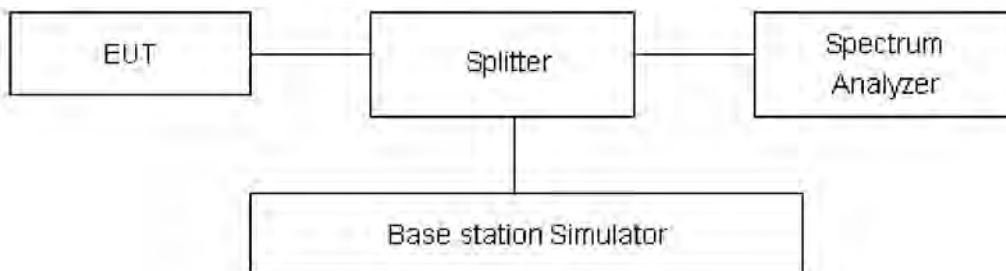 EUT
Splitter
Spectrum
Analyzer
Base station Simulator